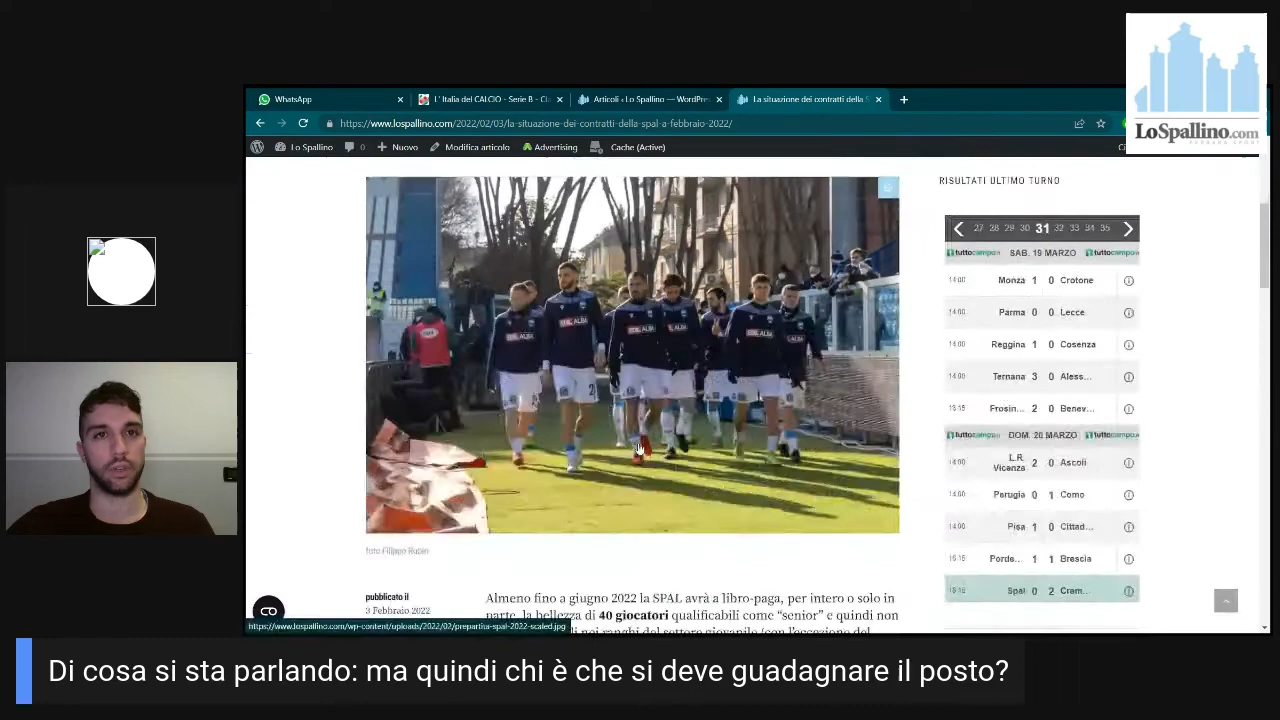 LoSpallino.com
FERRARA SPORT
WhatsApp
L' Italia del CALCIO - Serie B - Cla
Articoli ‹ Lo Spallino — WordPre
La situazione dei contratti della S
https://www.lospallino.com/2022/02/03/la-situazione-dei-contratti-della-spal-a-febbraio-2022/
Lo Spallino
0
Nuovo
Modifica articolo
Advertising
Cache (Active)
RISULTATI ULTIMO TURNO
27 28 29 30 31 32 33 34 35
tuttocampo SAB. 19 MARZO tuttocampo
14:00 Monza 1 0 Crotone
14:00 Parma 0 0 Lecce
14:00 Reggina 1 0 Cosenza
14:00 Ternana 3 0 Aless...
16:15 Frosin... 2 0 Benev...
tuttocampo DOM. 20 MARZO tuttocampo
14:00 L.R. Vicenza 2 0 Ascoli
14:00 Perugia 0 1 Como
14:00 Pisa 1 0 Cittad...
16:15 Porde... 1 1 Brescia
Spal 0 2 Crem...
foto Filippo Rubin
pubblicato il
3 Febbraio 2022
Almeno fino a giugno 2022 la SPAL avrà a libro-paga, per intero o solo in
parte, la bellezza di 40 giocatori qualificabili come “senior” e quindi non
https://www.lospallino.com/wp-content/uploads/2022/02/prepartita-spal-2022-scaled.jpg
Di cosa si sta parlando: ma quindi chi è che si deve guadagnare il posto?